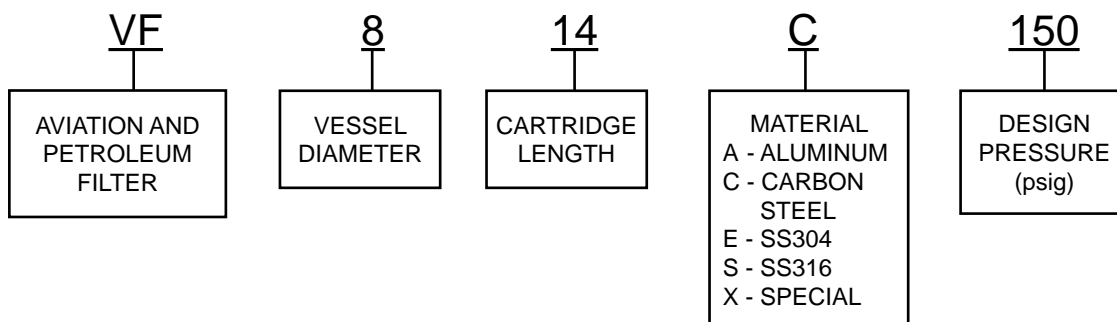 VF 8 14 C 150
AVIATION AND
PETROLEUM
FILTER
VESSEL
DIAMETER
CARTRIDGE
LENGTH
MATERIAL
A - ALUMINUM
C - CARBON
STEEL
E - SS304
S - SS316
X - SPECIAL
DESIGN
PRESSURE
(psig)